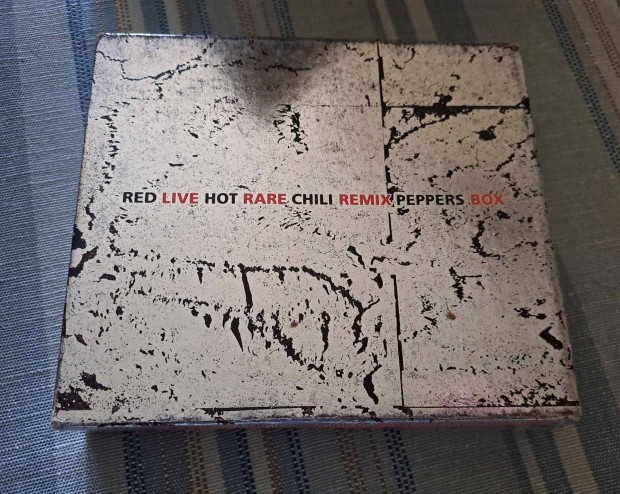 RED LIVE HOT RARE CHILI REMIX PEPPERS BOX